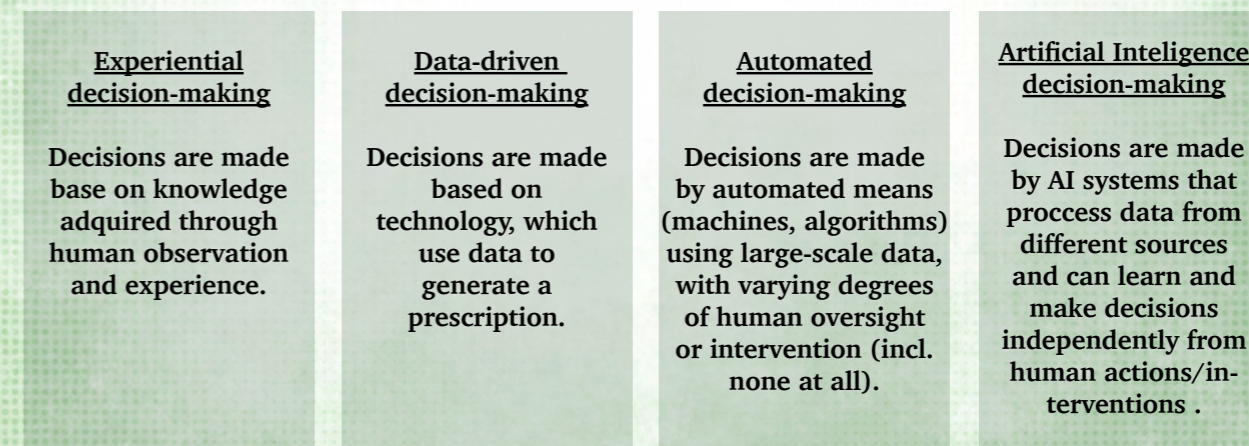 Experiential
decision-making
Decisions are made
base on knowledge
adquired through
human observation
and experience.
Data-driven
decision-making
Decisions are made
based on
technology, which
use data to
generate a
prescription.
Automated
decision-making
Decisions are made
by automated means
(machines, algorithms)
using large-scale data,
with varying degrees
of human oversight
or intervention (incl.
none at all).
Artificial Inteligence
decision-making
Decisions are made
by AI systems that
proccess data from
different sources
and can learn and
make decisions
independently from
human actions/in-
terventions .